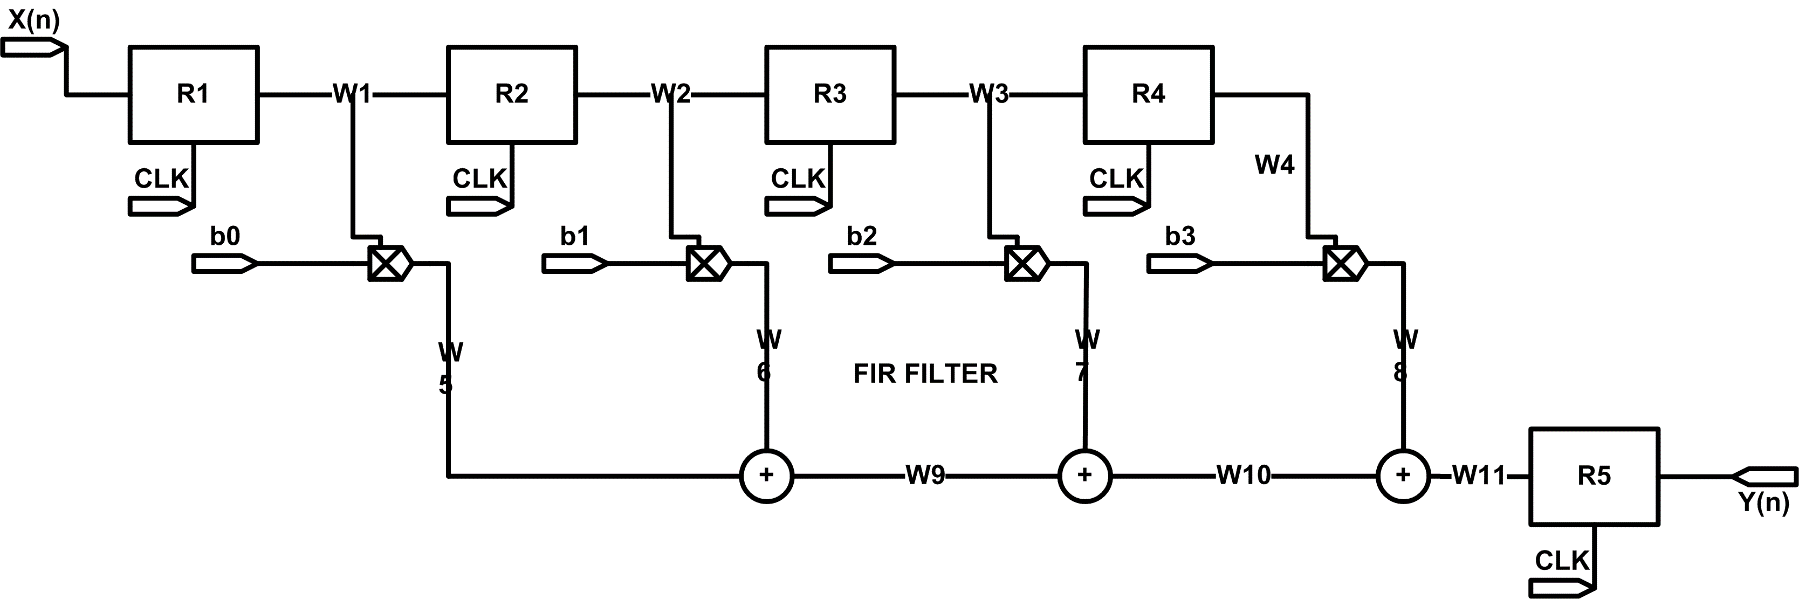 X(n)
R1
W1
R2
W2
R3
W3
R4
W4
CLK
CLK
CLK
CLK
b0
b1
b2
b3
W
5
W
6
W
7
W
8
FIR FILTER
+
W9
+
W10
+
W11
R5
Y(n)
CLK